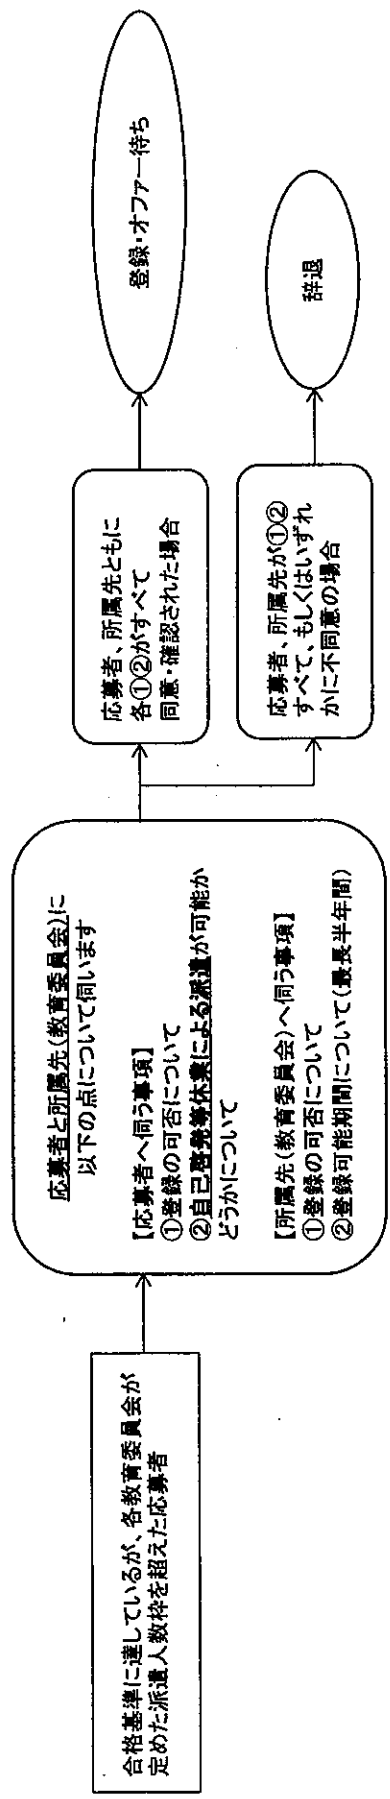 合格基準に達しているが、各教育委員会が
定めた派遣人数枠を超えた応募者
応募者と所属先(教育委員会)に
以下の点について伺います
【応募者へ伺う事項】
①登録の可否について
②自己啓発等休業による派遣が可能か
どうかについて
【所属先(教育委員会)へ伺う事項】
①登録の可否について
②登録可能期間について(最長半年間)
応募者、所属先ともに
各①②がすべて
同意・確認された場合
登録・オファー待ち
応募者、所属先が①②
すべて、もしくはいずれ
かに不同意の場合
辞退